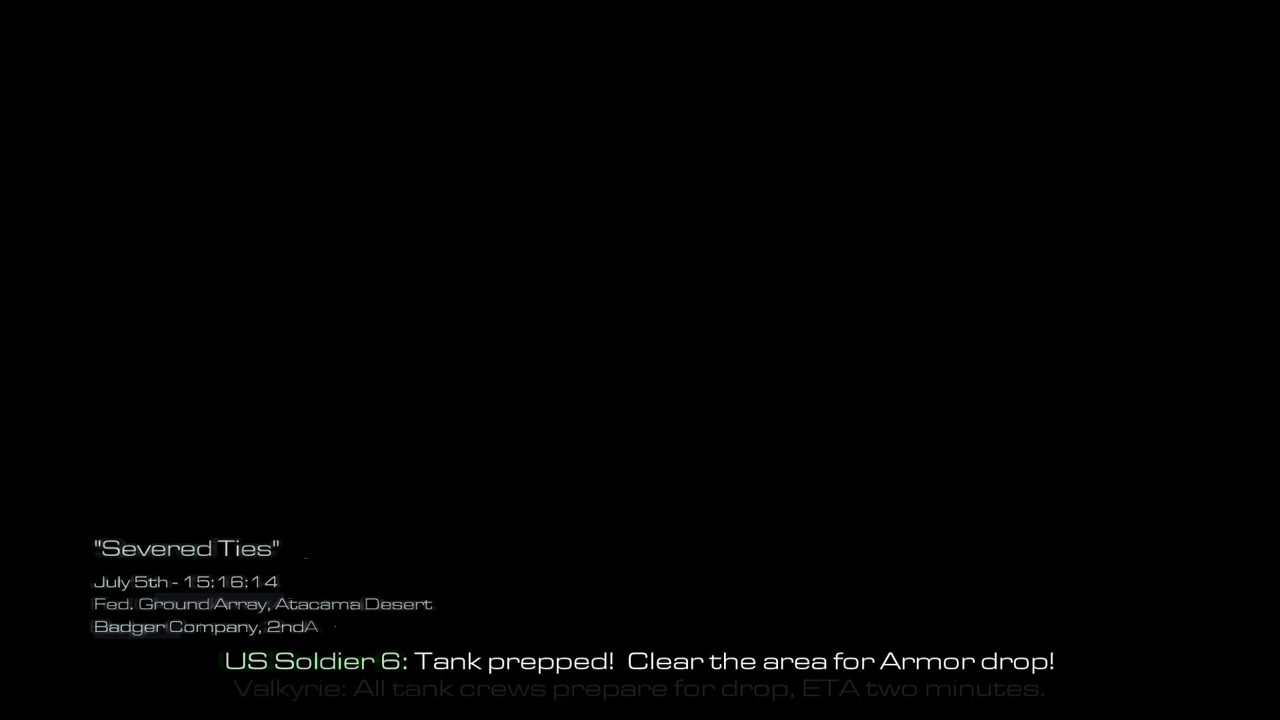 "Severed Ties"
July 5th - 15:16:14
Fed. Ground Array, Atacama Desert
Badger Company, 2ndA
US Soldier 6: Tank prepped!  Clear the area for Armor drop!
Valkyrie: All tank crews prepare for drop, ETA two minutes.